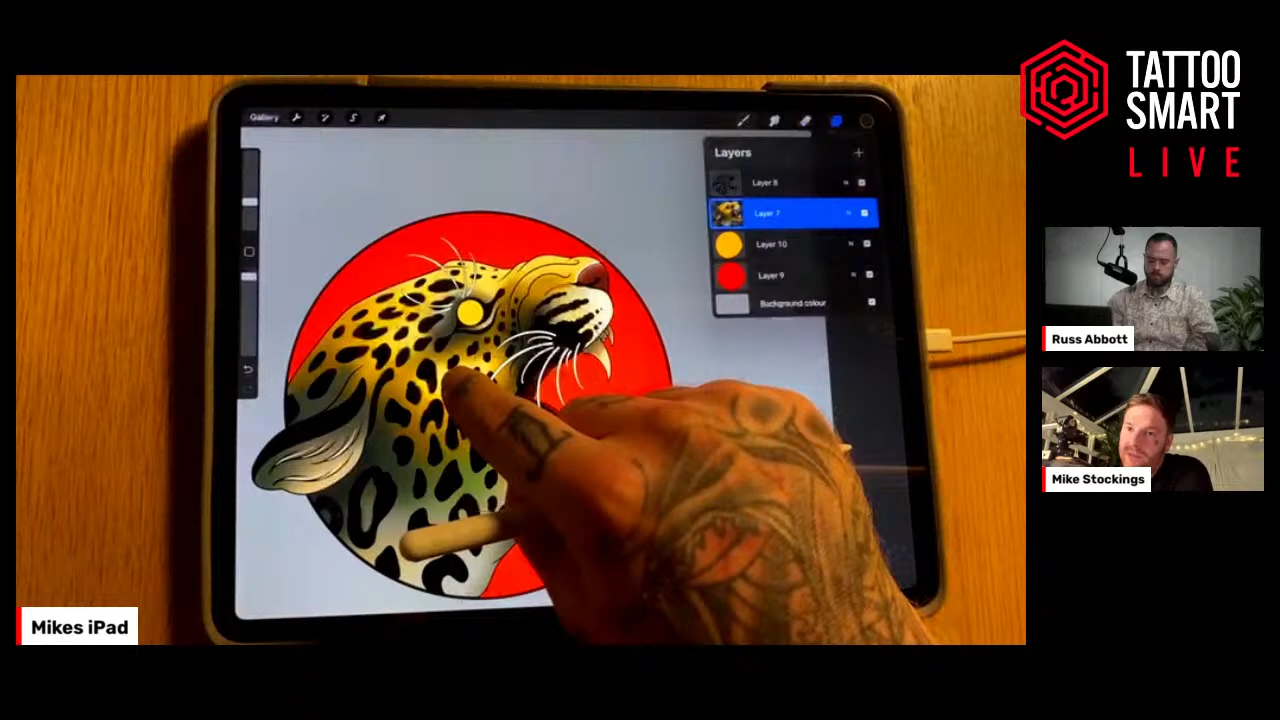 TATTOO
SMART
LIVE
Gallery
Layers
Layer 8
N
Layer 7
N
Layer 10
N
Layer 9
N
Background colour
Russ Abbott
Mike Stockings
Mikes iPad